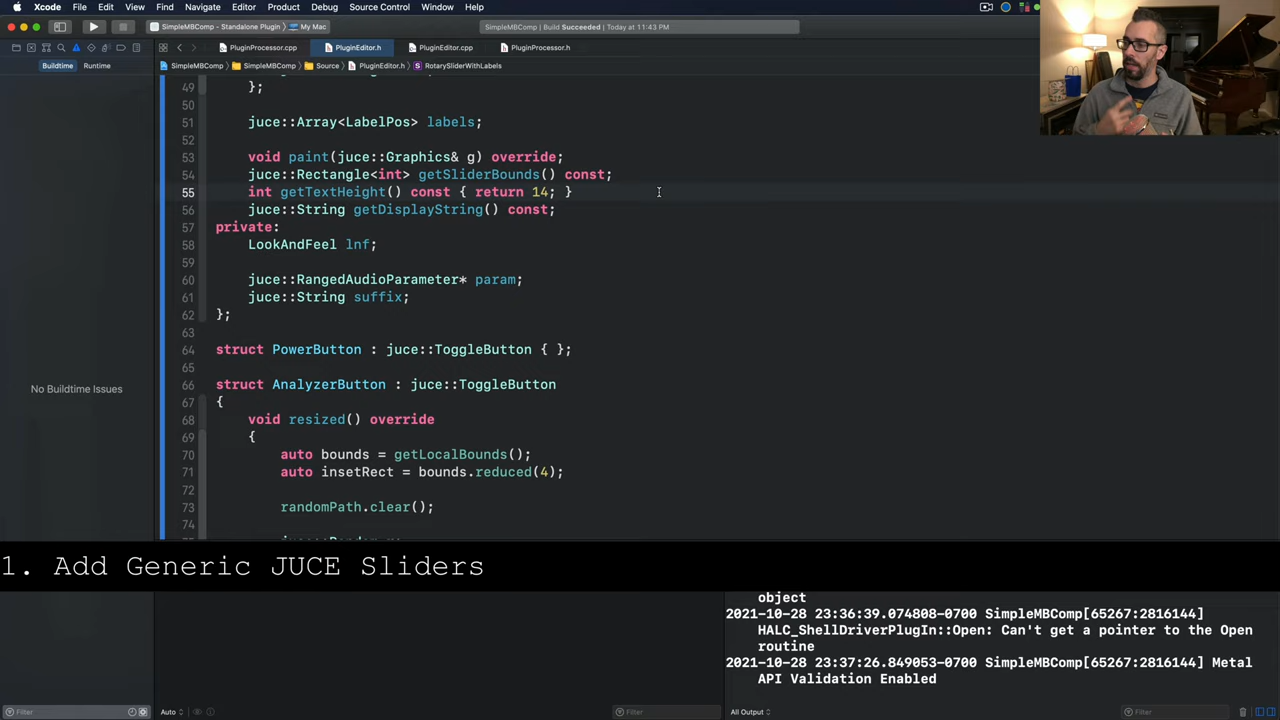 Xcode File Edit View Find Navigate Editor Product Debug Source Control Window Help
SimpleMBComp - Standalone Plugin My Mac
SimpleMBComp | Build Succeeded | Today at 11:43 PM
PluginProcessor.cpp PluginEditor.h PluginEditor.cpp PluginProcessor.h
Buildtime Runtime
SimpleMBComp SimpleMBComp Source PluginEditor.h RotarySliderWithLabels
49 };
50
51 juce::Array<LabelPos> labels;
52
53 void paint(juce::Graphics& g) override;
54 juce::Rectangle<int> getSliderBounds() const;
55 int getTextHeight() const { return 14; }
56 juce::String getDisplayString() const;
57 private:
58 LookAndFeel lnf;
59
60 juce::RangedAudioParameter* param;
61 juce::String suffix;
62 };
63
64 struct PowerButton : juce::ToggleButton { };
65
66 struct AnalyzerButton : juce::ToggleButton
67 {
68 void resized() override
69 {
70 auto bounds = getLocalBounds();
71 auto insetRect = bounds.reduced(4);
72
73 randomPath.clear();
74
No Buildtime Issues
1. Add Generic JUCE Sliders
object
2021-10-28 23:36:39.074808-0700 SimpleMBComp[65267:2816144]
HALC_ShellDriverPlugIn::Open: Can't get a pointer to the Open
routine
2021-10-28 23:37:26.849053-0700 SimpleMBComp[65267:2816144] Metal
API Validation Enabled
Filter Auto Filter All Output Filter